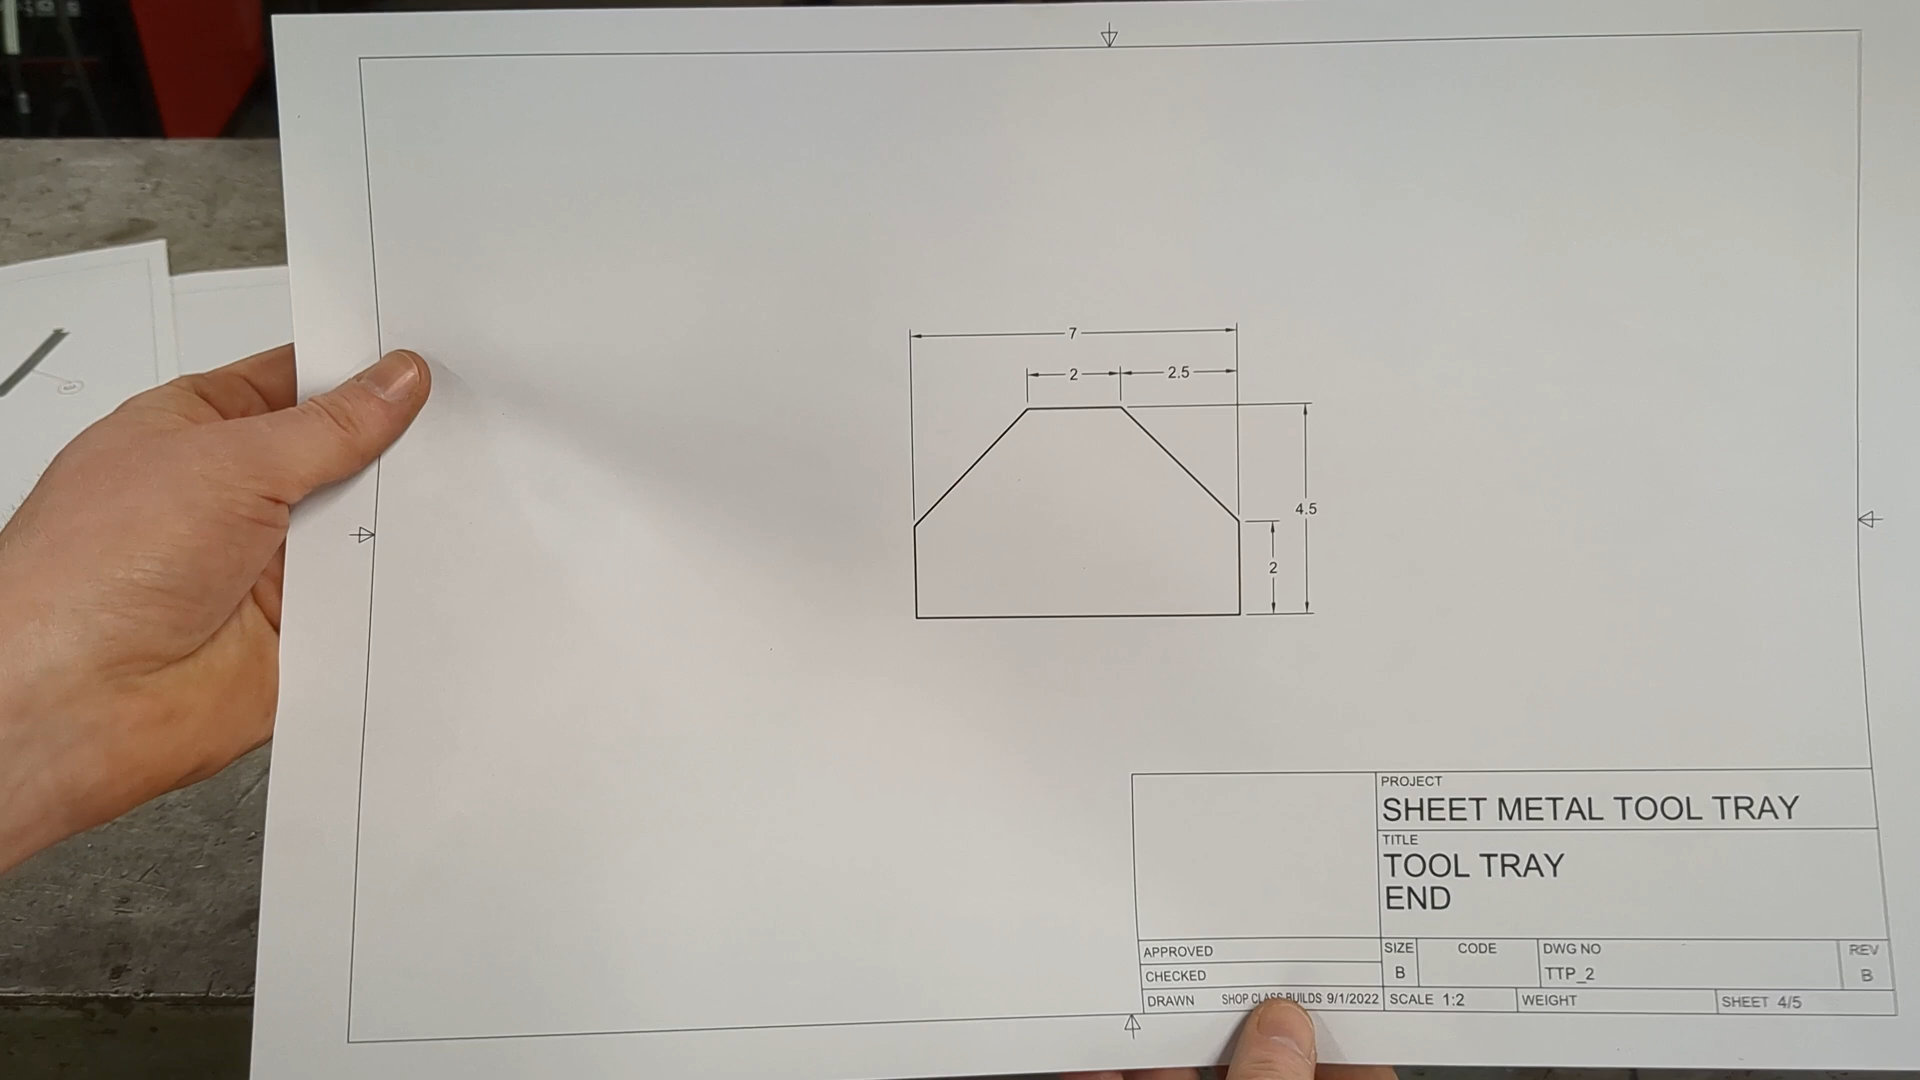 7
2
2.5
4.5
2
PROJECT
SHEET METAL TOOL TRAY
TITLE
TOOL TRAY
END
APPROVED
CHECKED
DRAWN SHOP CLASS BUILDS 9/1/2022
SIZE
B
CODE
DWG NO
TTP_2
REV
B
SCALE 1:2
WEIGHT
SHEET 4/5